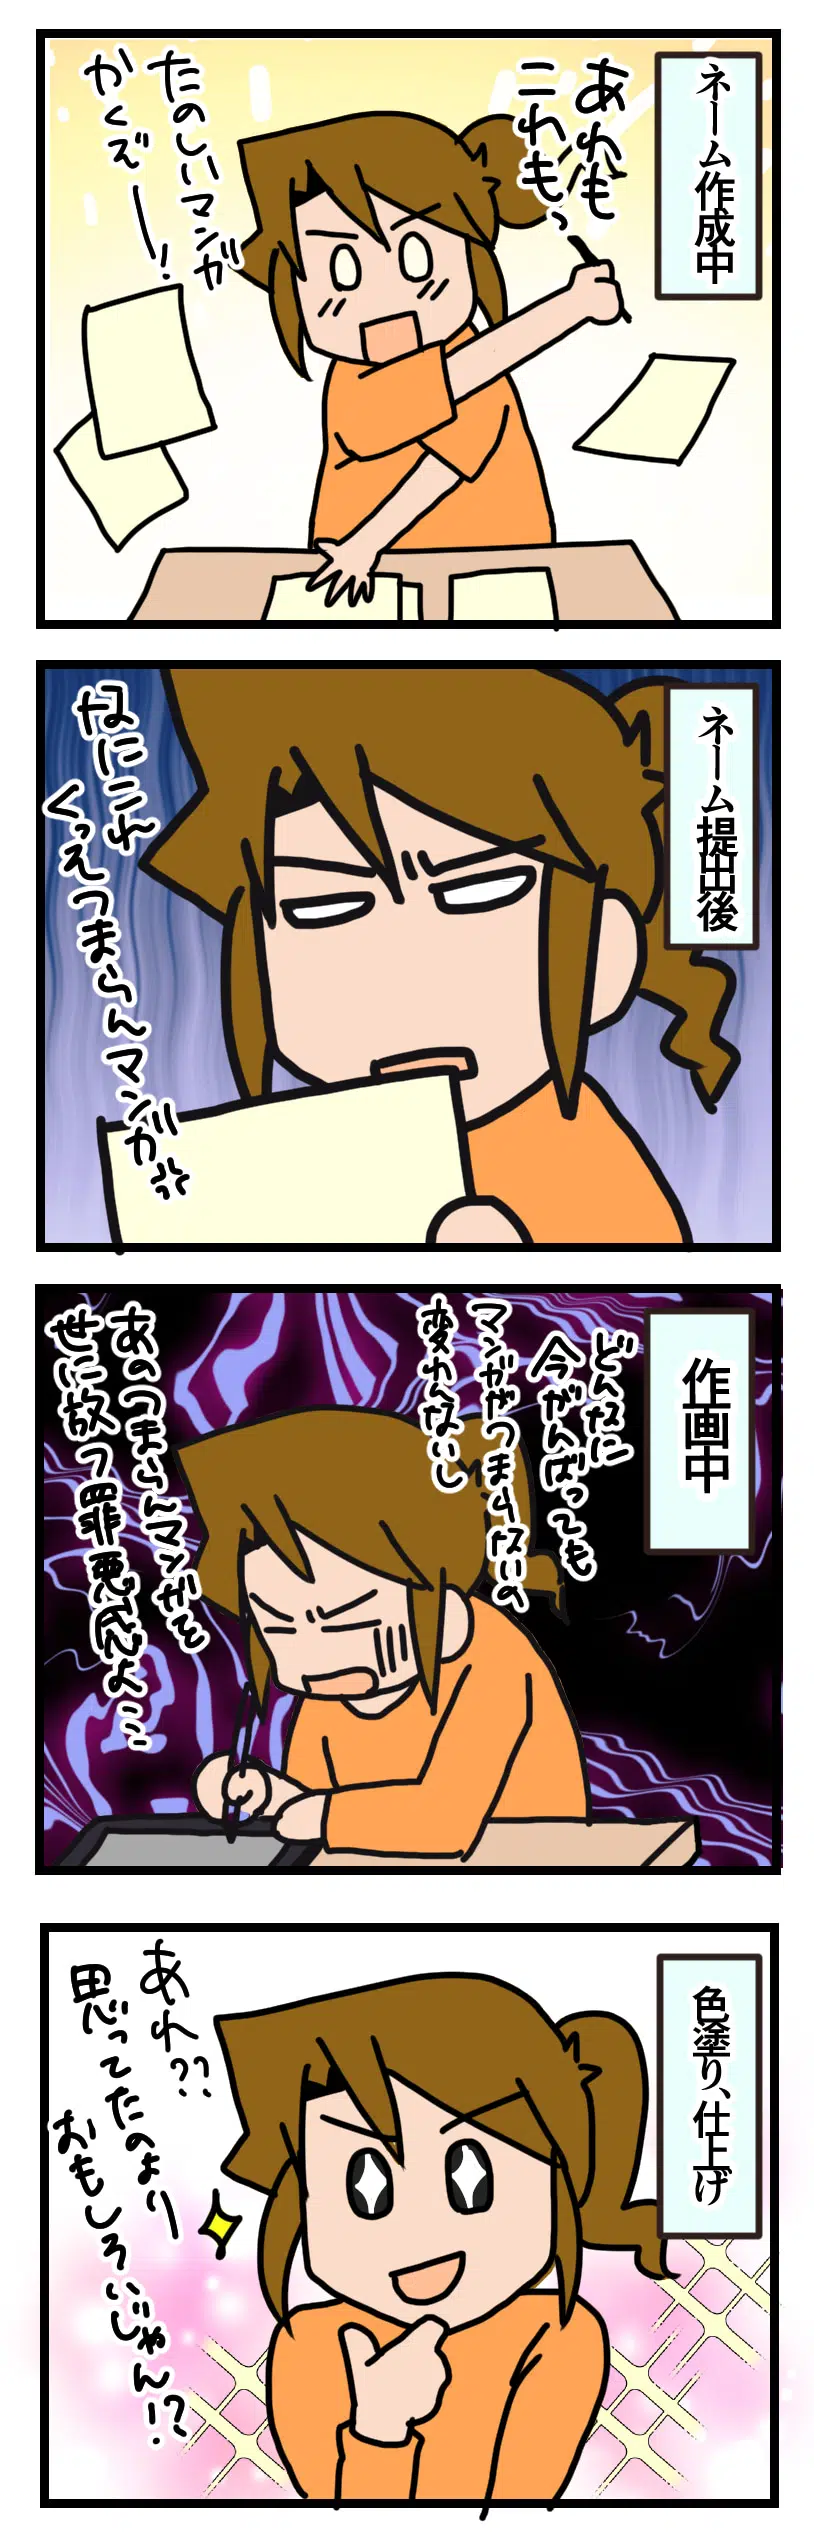 ネーム作成中
あれも
これもっ
たのしいマンガ
かくぞー!
ネーム提出後
なにこれ
くっそつまらんマンガ
作画中
どんなに
今がんばっても
マンガがつまらないの
変わんないし
あのつまらんマンガを
世に放つ罪悪感よ…
色塗り、仕上げ
あれ??
思ってたのより
おもしろいじゃん!?